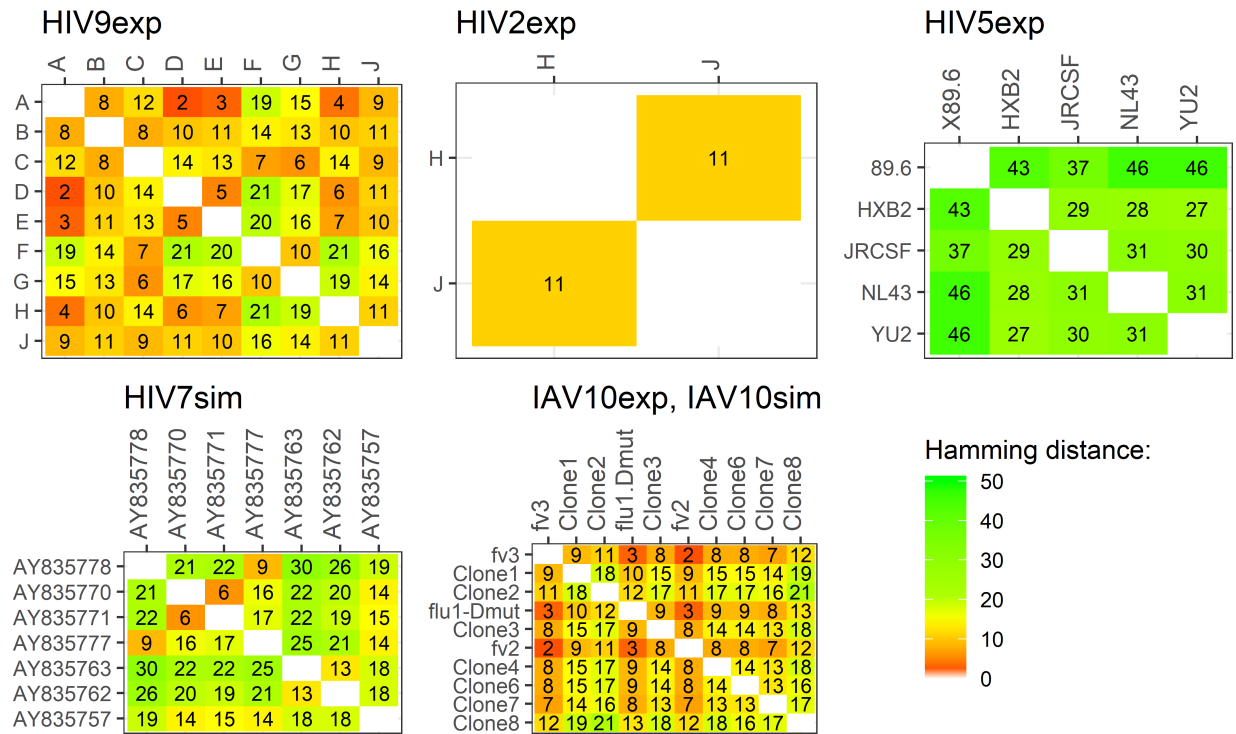 HIV9exp
A B C D E F G H J
A 8 12 2 3 19 15 4 9
B 8 8 10 11 14 13 10 11
C 12 8 14 13 7 6 14 9
D 2 10 14 5 21 17 6 11
E 3 11 13 5 20 16 7 10
F 19 14 7 21 20 10 21 16
G 15 13 6 17 16 10 19 14
H 4 10 14 6 7 21 19 11
J 9 11 9 11 10 16 14 11
HIV2exp
H J
H 11
J 11
HIV5exp
X89.6 HXB2 JRCSF NL43 YU2
89.6 43 37 46 46
HXB2 43 29 28 27
JRCSF 37 29 31 30
NL43 46 28 31 31
YU2 46 27 30 31
HIV7sim
AY835778 AY835770 AY835771 AY835777 AY835763 AY835762 AY835757
AY835778 21 22 9 30 26 19
AY835770 21 6 16 22 20 14
AY835771 22 6 17 22 19 15
AY835777 9 16 17 25 21 14
AY835763 30 22 22 25 13 18
AY835762 26 20 19 21 13 18
AY835757 19 14 15 14 18 18
IAV10exp, IAV10sim
fv3 Clone1 Clone2 flu1.Dmut Clone3 fv2 Clone4 Clone6 Clone7 Clone8
fv3 9 11 3 8 2 8 8 7 12
Clone1 9 18 10 15 9 15 15 14 19
Clone2 11 18 12 17 11 17 17 16 21
flu1-Dmut 3 10 12 9 3 9 9 8 13
Clone3 8 15 17 9 8 14 14 13 18
fv2 2 9 11 3 8 8 8 7 12
Clone4 8 15 17 9 14 8 14 13 18
Clone6 8 15 17 9 14 8 14 13 16
Clone7 7 14 16 8 13 7 13 13 17
Clone8 12 19 21 13 18 12 18 16 17
Hamming distance:
50
40
30
20
10
0